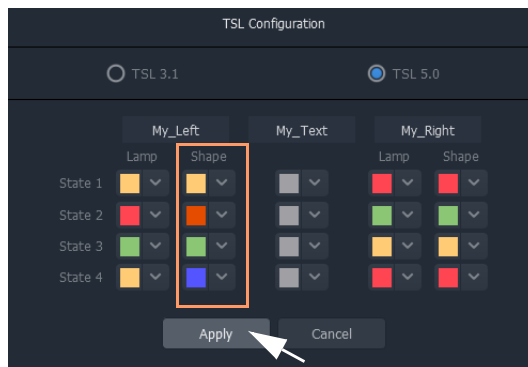 TSL Configuration
TSL 3.1 TSL 5.0
My_Left My_Text My_Right
Lamp Shape Lamp Shape
State 1
State 2
State 3
State 4
Apply Cancel